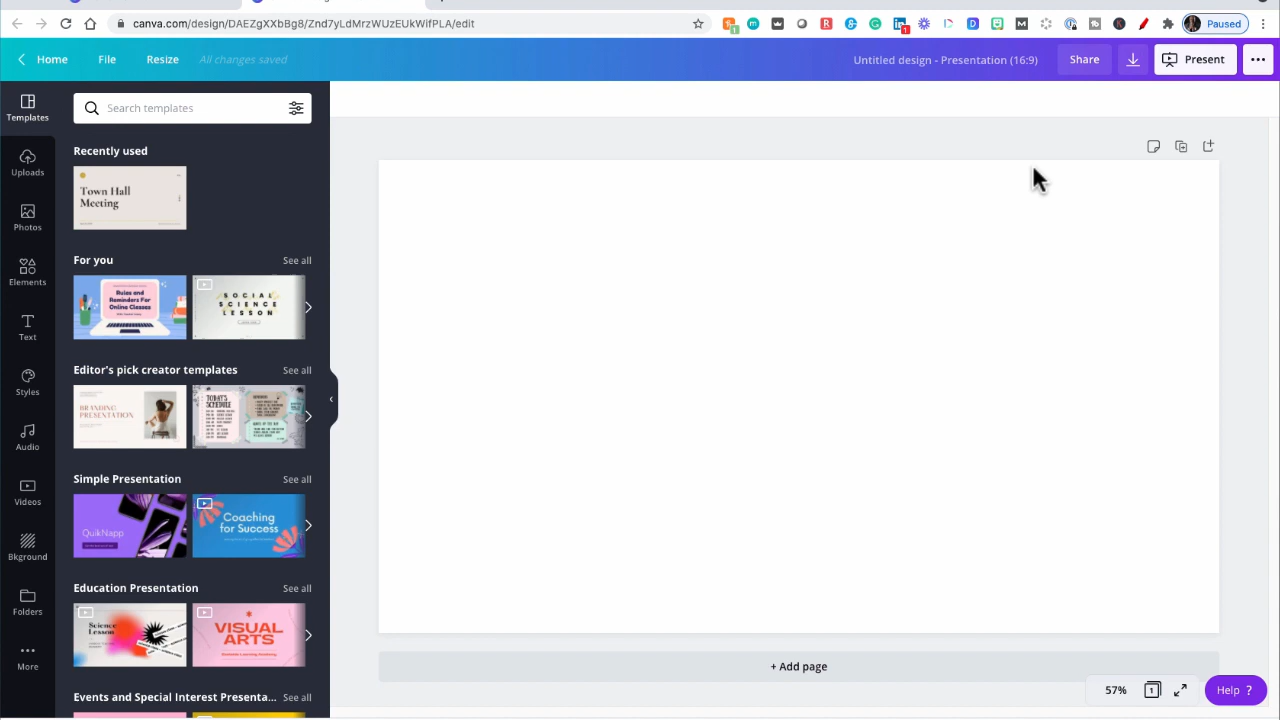 canva.com/design/DAEZgXXbBg8/Znd7yLdMrzWUzEUkWifPLA/edit
Paused
Home
File
Resize
All changes saved
Untitled design - Presentation (16:9)
Share
Present
Templates
Uploads
Photos
Elements
Text
Styles
Audio
Videos
Bkground
Folders
More
Search templates
Recently used
Town Hall
Meeting
For you
See all
Rules and
Reminders For
Online Classes
SOCIAL
SCIENCE
LESSON
Editor's pick creator templates
See all
BRANDING
PRESENTATION
TODAY'S
SCHEDULE
Simple Presentation
See all
QuikNapp
Coaching
for Success
Education Presentation
See all
Science
Lesson
VISUAL
ARTS
Events and Special Interest Presenta...
See all
+ Add page
57%
1
Help ?